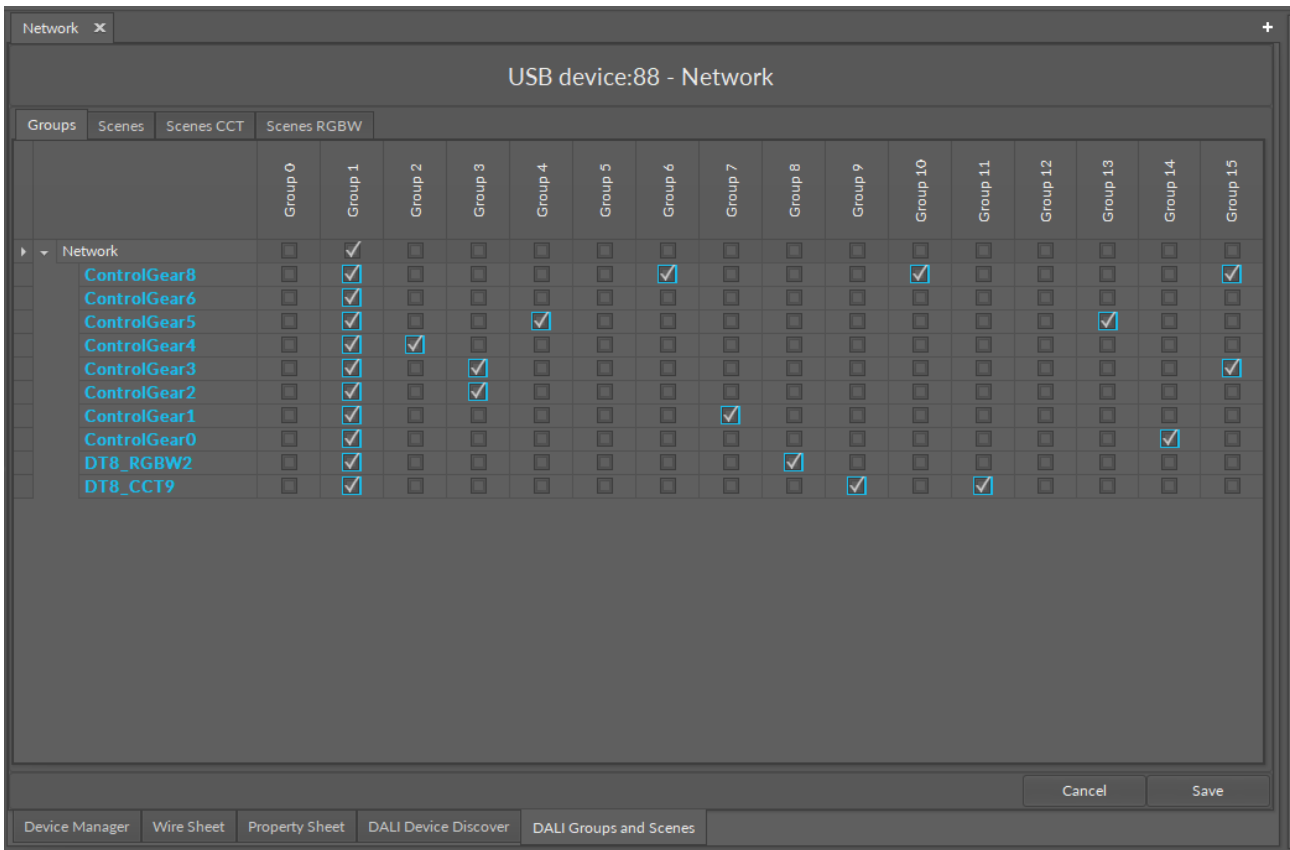 Network
USB device:88 - Network
Groups Scenes Scenes CCT Scenes RGBW
Group 0 Group 1 Group 2 Group 3 Group 4 Group 5 Group 6 Group 7 Group 8 Group 9 Group 10 Group 11 Group 12 Group 13 Group 14 Group 15
Network
ControlGear8
ControlGear6
ControlGear5
ControlGear4
ControlGear3
ControlGear2
ControlGear1
ControlGear0
DT8_RGBW2
DT8_CCT9
Cancel Save
Device Manager Wire Sheet Property Sheet DALI Device Discover DALI Groups and Scenes